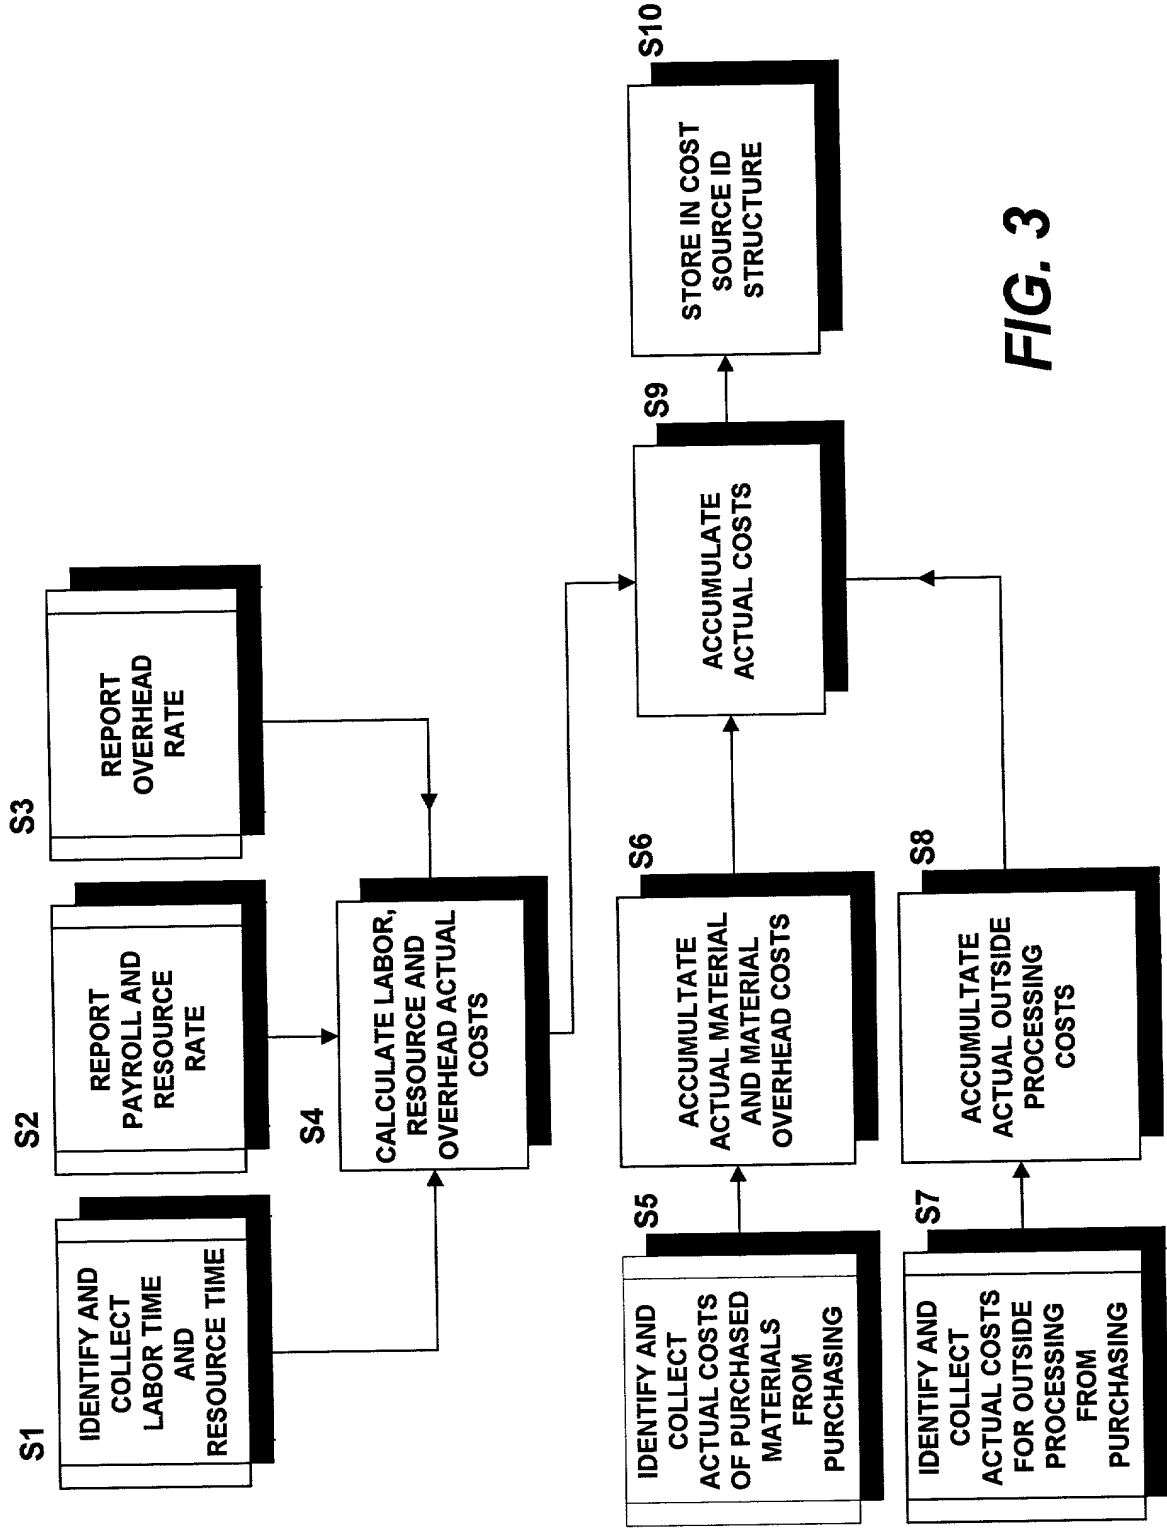 S1
IDENTIFY AND
COLLECT
LABOR TIME
AND
RESOURCE TIME
S2
REPORT
PAYROLL AND
RESOURCE
RATE
S3
REPORT
OVERHEAD
RATE
S4
CALCULATE LABOR,
RESOURCE AND
OVERHEAD ACTUAL
COSTS
S5
IDENTIFY AND
COLLECT
ACTUAL COSTS
OF PURCHASED
MATERIALS
FROM
PURCHASING
S6
ACCUMULTATE
ACTUAL MATERIAL
AND MATERIAL
OVERHEAD COSTS
S7
IDENTIFY AND
COLLECT
ACTUAL COSTS
FOR OUTSIDE
PROCESSING
FROM
PURCHASING
S8
ACCUMULTATE
ACTUAL OUTSIDE
PROCESSING
COSTS
S9
ACCUMULATE
ACTUAL COSTS
S10
STORE IN COST
SOURCE ID
STRUCTURE
FIG. 3